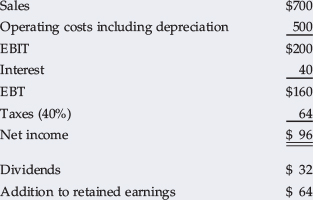 Sales $700
Operating costs including depreciation 500
EBIT $200
Interest 40
EBT $160
Taxes (40%) 64
Net income $ 96
Dividends $ 32
Addition to retained earnings $ 64